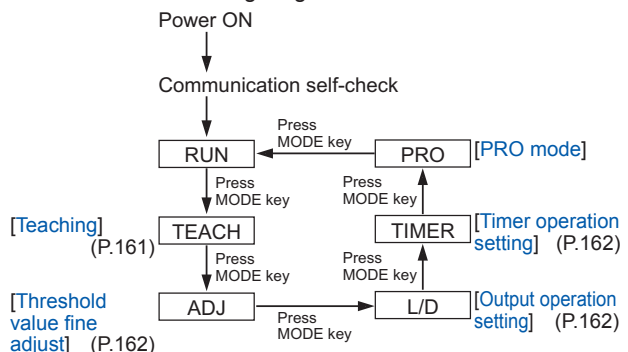 Power ON
Communication self-check
Press
MODE key
RUN
PRO
[PRO mode]
Press
MODE key
Press
MODE key
[Teaching]
(P.161)
TEACH
TIMER
[Timer operation
setting] (P.162)
Press
MODE key
Press
MODE key
[Threshold
value fine
adjust] (P.162)
ADJ
Press
MODE key
L/D
[Output operation
setting] (P.162)